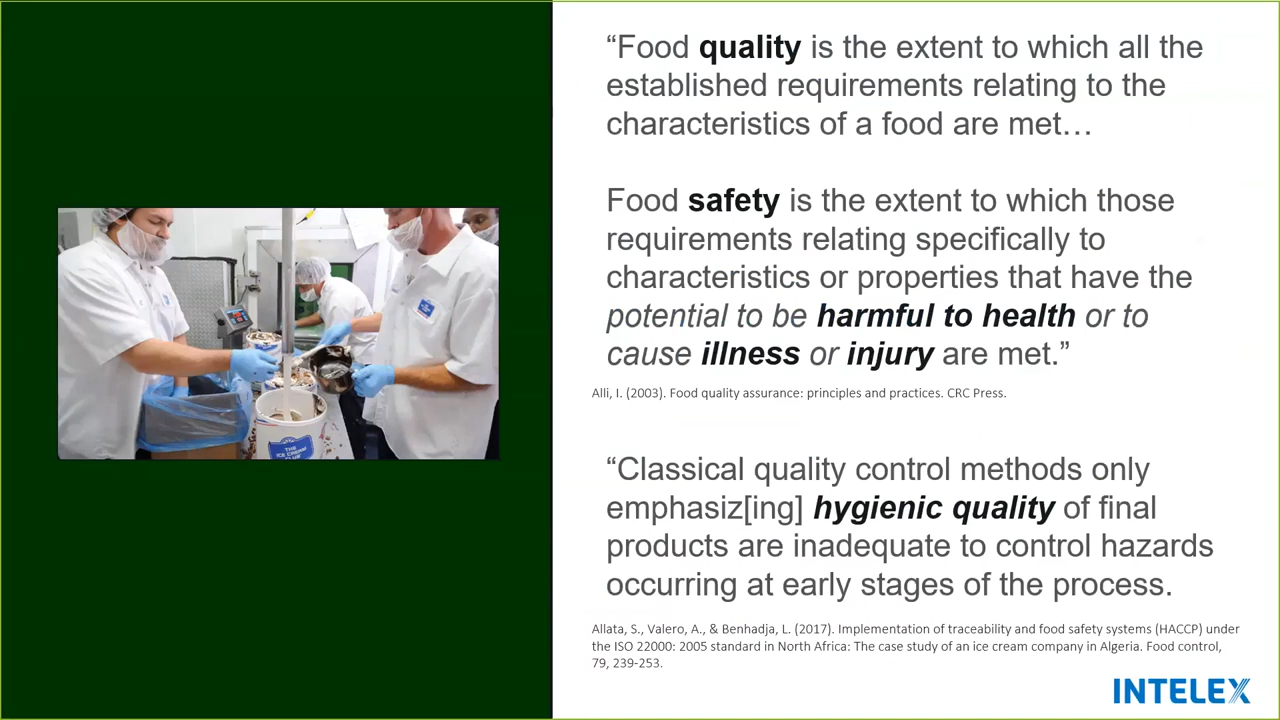 “Food quality is the extent to which all the
established requirements relating to the
characteristics of a food are met…
Food safety is the extent to which those
requirements relating specifically to
characteristics or properties that have the
potential to be harmful to health or to
cause illness or injury are met.”
Alli, I. (2003). Food quality assurance: principles and practices. CRC Press.
“Classical quality control methods only
emphasiz[ing] hygienic quality of final
products are inadequate to control hazards
occurring at early stages of the process.
Allata, S., Valero, A., & Benhadja, L. (2017). Implementation of traceability and food safety systems (HACCP) under
the ISO 22000: 2005 standard in North Africa: The case study of an ice cream company in Algeria. Food control,
79, 239-253.
INTELEX
THE
ICE CREAM